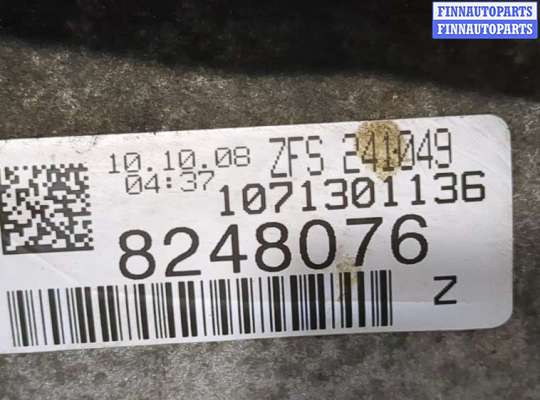 FINNAUTOPARTS
FINNAUTOPARTS
10.10.08 ZFS 241049
04:37 1071301136
8248076
Z